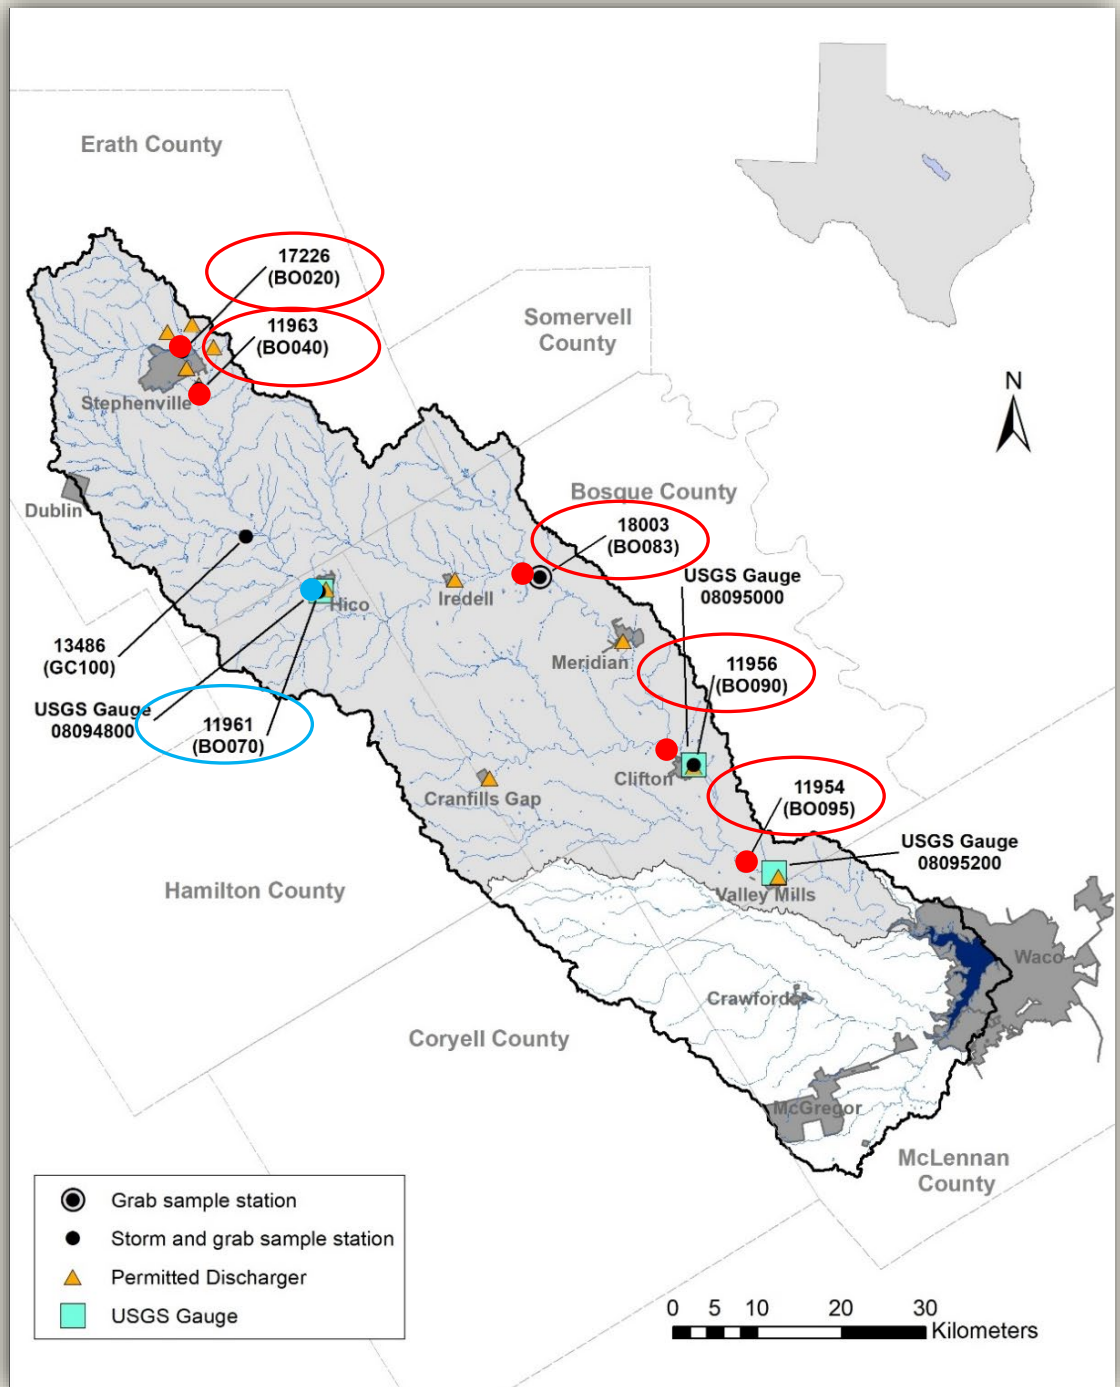 Erath County
17226
(BO020)
11963
(BO040)
Somervell
County
N
Stephenville
Dublin
Bosque County
18003
(BO083)
USGS Gauge
08095000
Hico
Iredell
13486
(GC100)
Meridian
11956
(BO090)
USGS Gauge
08094800
11961
(BO070)
Clifton
Cranfills Gap
11954
(BO095)
USGS Gauge
08095200
Hamilton County
Valley Mills
Waco
Crawford
Coryell County
McGregor
McLennan
County
Grab sample station
Storm and grab sample station
Permitted Discharger
USGS Gauge
0 5 10 20 30
Kilometers